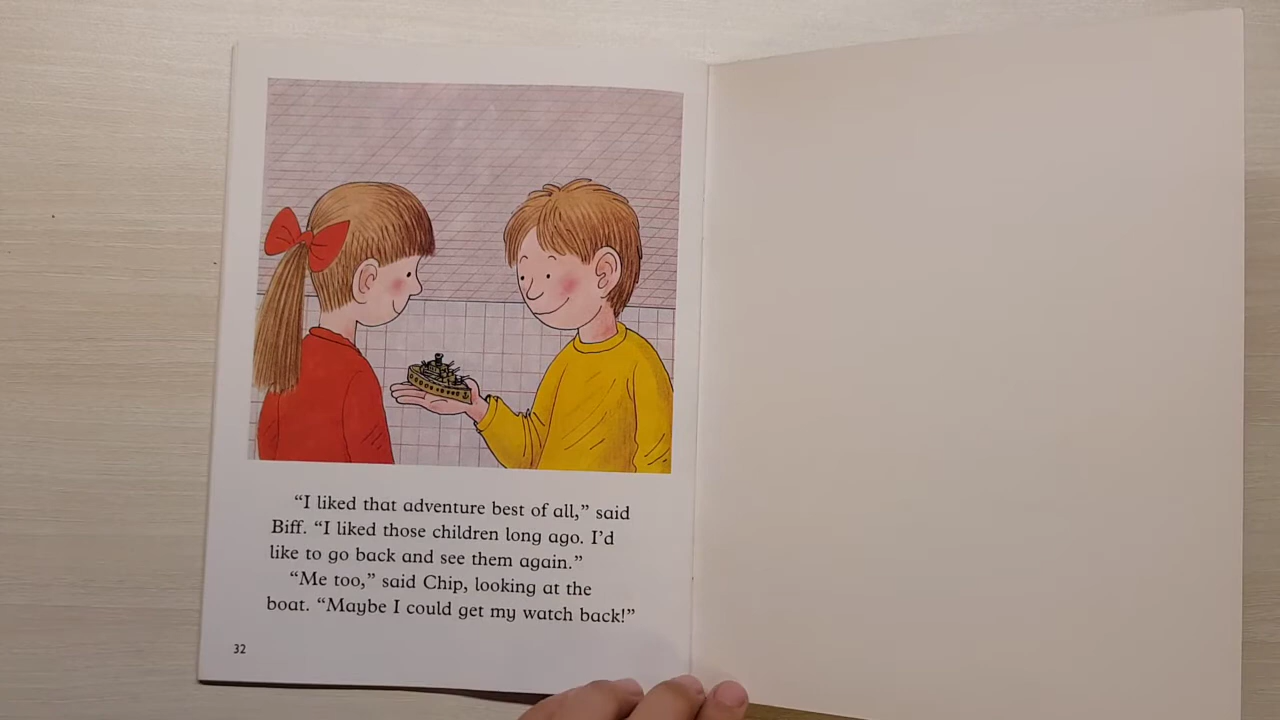 “I liked that adventure best of all,” said
Biff. “I liked those children long ago. I’d
like to go back and see them again.”
“Me too,” said Chip, looking at the
boat. “Maybe I could get my watch back!”
32